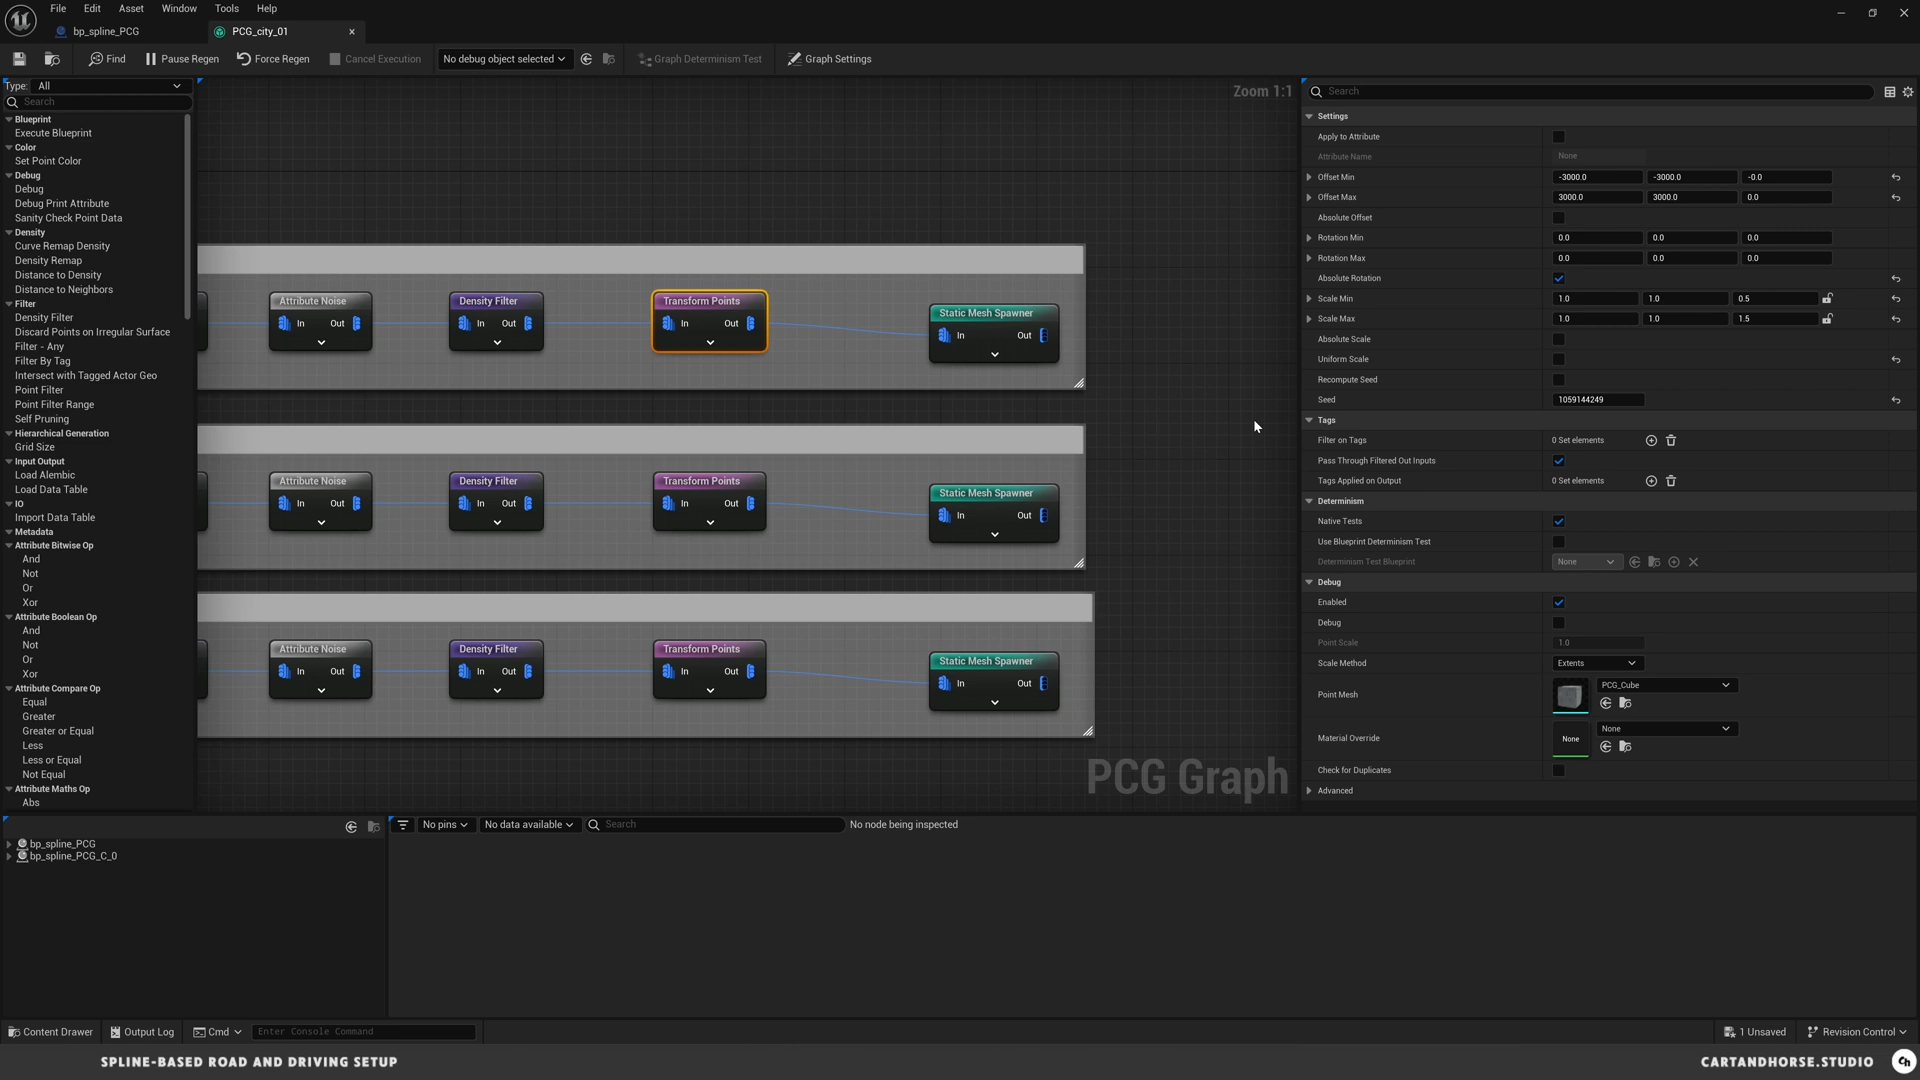 File Edit Asset Window Tools Help
bp_spline_PCG PCG_city_01
Find Pause Regen Force Regen Cancel Execution No debug object selected Graph Determinism Test Graph Settings
Type: All
Search
Blueprint
Execute Blueprint
Color
Set Point Color
Debug
Debug
Debug Print Attribute
Sanity Check Point Data
Density
Curve Remap Density
Density Remap
Distance to Density
Distance to Neighbors
Filter
Density Filter
Discard Points on Irregular Surface
Filter - Any
Filter By Tag
Intersect with Tagged Actor Geo
Point Filter
Point Filter Range
Self Pruning
Hierarchical Generation
Grid Size
Input Output
Load Alembic
Load Data Table
IO
Import Data Table
Metadata
Attribute Bitwise Op
And
Not
Or
Xor
Attribute Boolean Op
And
Not
Or
Xor
Attribute Compare Op
Equal
Greater
Greater or Equal
Less
Less or Equal
Not Equal
Attribute Maths Op
Abs
Zoom 1:1
Attribute Noise Density Filter Transform Points Static Mesh Spawner
In Out In Out In Out In Out
Attribute Noise Density Filter Transform Points Static Mesh Spawner
In Out In Out In Out In Out
Attribute Noise Density Filter Transform Points Static Mesh Spawner
In Out In Out In Out In Out
PCG Graph
Search
Settings
Apply to Attribute
Attribute Name None
Offset Min -3000.0 -3000.0 -0.0
Offset Max 3000.0 3000.0 0.0
Absolute Offset
Rotation Min 0.0 0.0 0.0
Rotation Max 0.0 0.0 0.0
Absolute Rotation
Scale Min 1.0 1.0 0.5
Scale Max 1.0 1.0 1.5
Absolute Scale
Uniform Scale
Recompute Seed
Seed 1059144249
Tags
Filter on Tags 0 Set elements
Pass Through Filtered Out Inputs
Tags Applied on Output 0 Set elements
Determinism
Native Tests
Use Blueprint Determinism Test
Determinism Test Blueprint None
Debug
Enabled
Debug
Point Scale 1.0
Scale Method Extents
Point Mesh PCG_Cube
Material Override None None
Check for Duplicates
Advanced
bp_spline_PCG
bp_spline_PCG_C_0
No pins No data available Search No node being inspected
Content Drawer Output Log Cmd Enter Console Command 1 Unsaved Revision Control
SPLINE-BASED ROAD AND DRIVING SETUP CARTANDHORSE.STUDIO